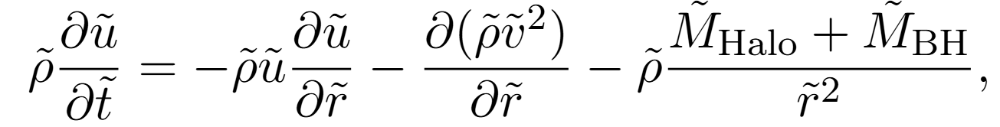 ρ̃ ∂ũ/∂t̃ = −ρ̃ũ ∂ũ/∂r̃ − ∂(ρ̃ṽ²)/∂r̃ − ρ̃ (M̃_Halo + M̃_BH)/r̃²,